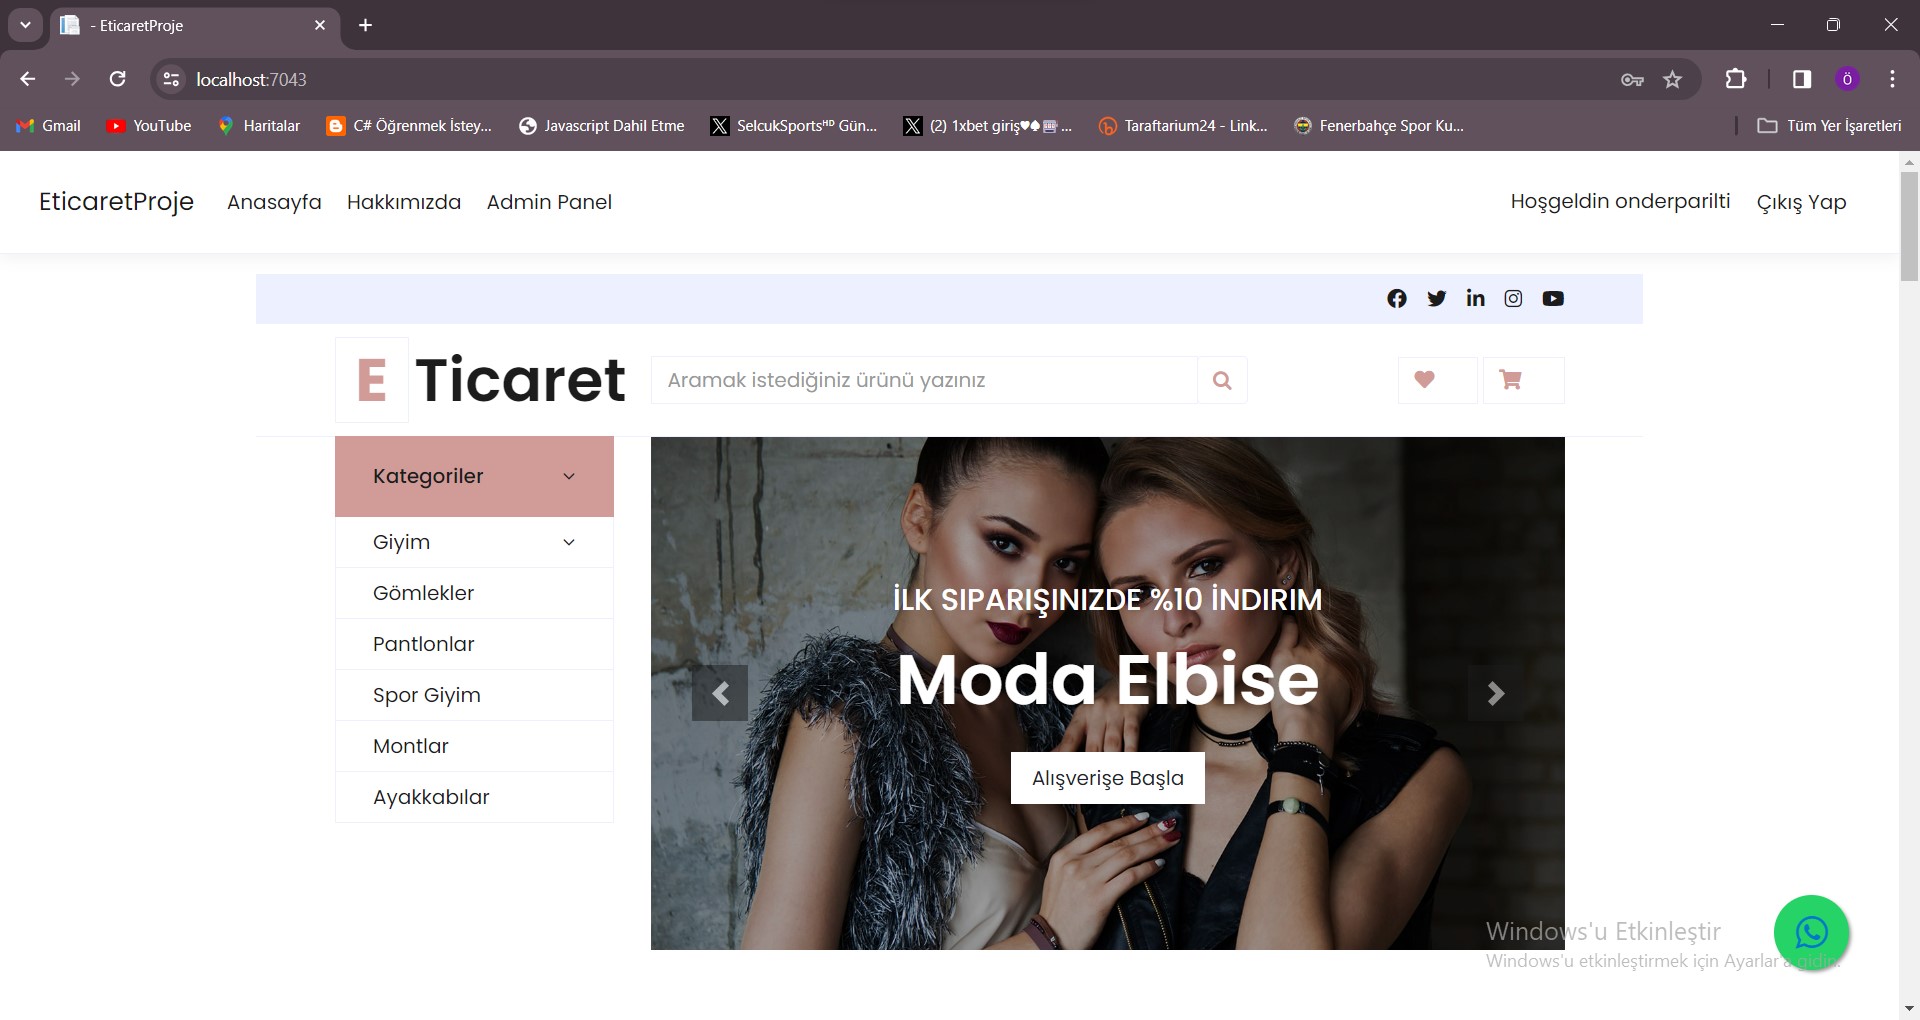 - EticaretProje
localhost:7043
Gmail
YouTube
Haritalar
C# Öğrenmek İstey...
Javascript Dahil Etme
SelcukSportsᴴᴰ Gün...
(2) 1xbet giriş♥♠🎰 ...
Taraftarium24 - Link...
Fenerbahçe Spor Ku...
Tüm Yer İşaretleri
Ö
EticaretProje
Anasayfa
Hakkımızda
Admin Panel
Hoşgeldin onderparilti
Çıkış Yap
E Ticaret
Aramak istediğiniz ürünü yazınız
Kategoriler
Giyim
Gömlekler
Pantlonlar
Spor Giyim
Montlar
Ayakkabılar
İLK SIPARIŞINIZDE %10 İNDIRIM
Moda Elbise
Alışverişe Başla
Windows'u Etkinleştir
Windows'u etkinleştirmek için Ayarlar'a gidin.